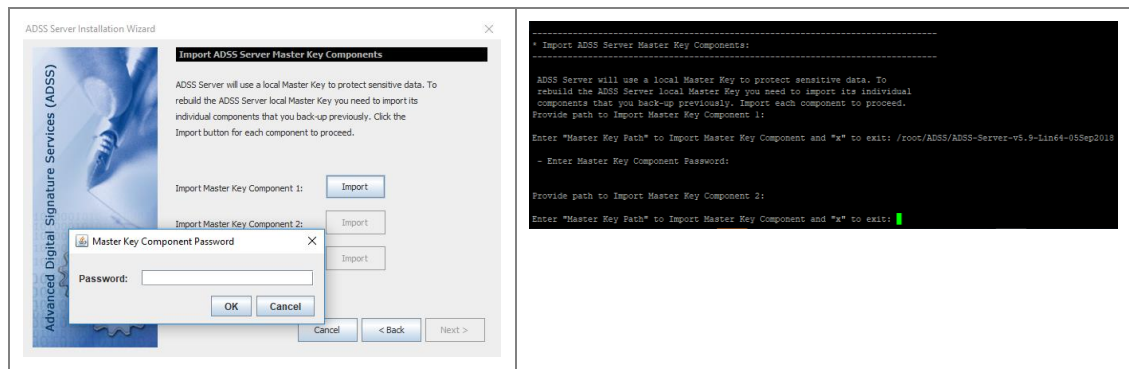 ADSS Server Installation Wizard
Advanced Digital Signature Services (ADSS)
Import ADSS Server Master Key Components
ADSS Server will use a local Master Key to protect sensitive data. To
rebuild the ADSS Server local Master Key you need to import its
individual components that you back-up previously. Click the
Import button for each component to proceed.
Import Master Key Component 1:
Import
Import Master Key Component 2:
Import
Import
Master Key Component Password
Password:
OK
Cancel
Cancel
< Back
Next >
* Import ADSS Server Master Key Components:
ADSS Server will use a local Master Key to protect sensitive data. To
rebuild the ADSS Server local Master Key you need to import its individual
components that you back-up previously. Import each component to proceed.
Provide path to Import Master Key Component 1:
Enter "Master Key Path" to Import Master Key Component and "x" to exit: /root/ADSS/ADSS-Server-v5.9-Lin64-05Sep2018
- Enter Master Key Component Password:
Provide path to Import Master Key Component 2:
Enter "Master Key Path" to Import Master Key Component and "x" to exit: